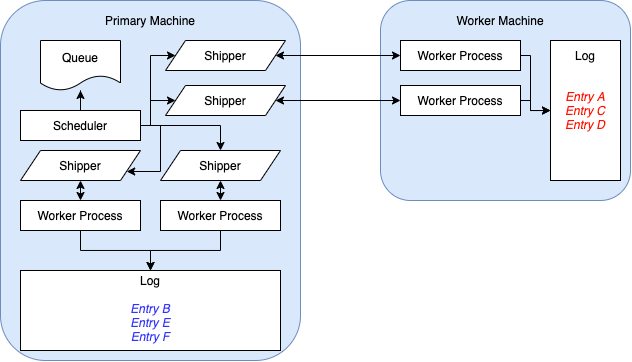 Primary Machine
Worker Machine
Queue
Shipper
Worker Process
Log
Shipper
Worker Process
Entry A
Entry C
Entry D
Scheduler
Shipper
Shipper
Worker Process
Worker Process
Log
Entry B
Entry E
Entry F